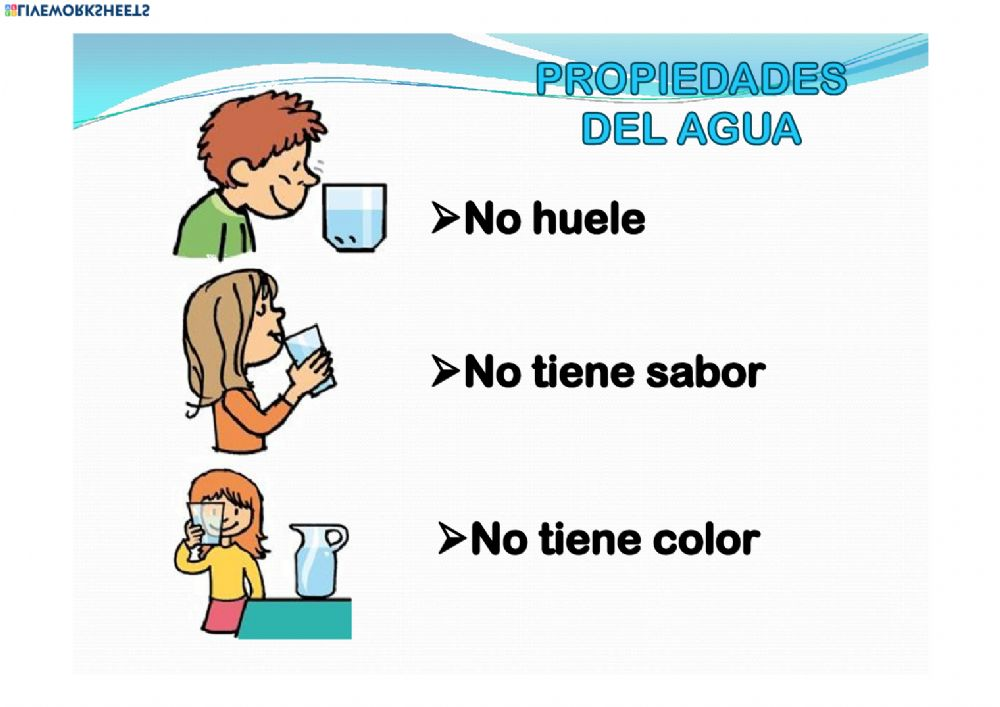 LIVEWORKSHEETS
PROPIEDADES
DEL AGUA
➢No huele
➢No tiene sabor
➢No tiene color